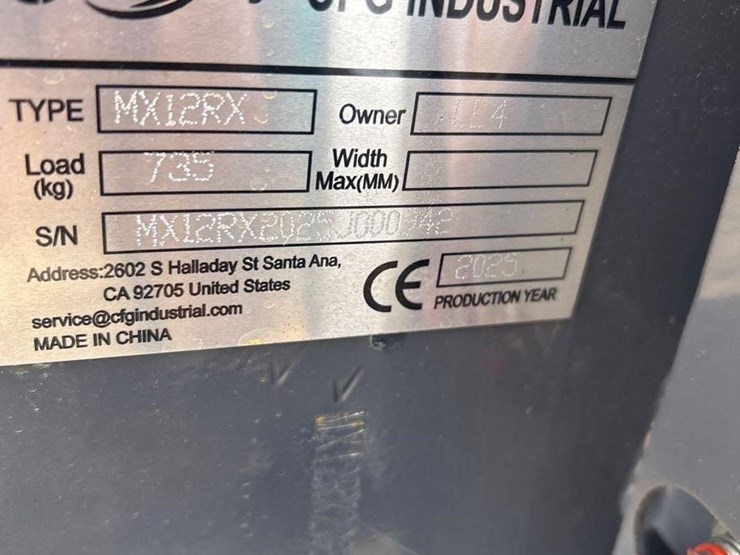 CFG INDUSTRIAL
TYPE MX12RX Owner
Load (kg) 735 Width Max(MM)
S/N
Address:2602 S Halladay St Santa Ana,
CA 92705 United States
service@cfgindustrial.com
MADE IN CHINA
CE 2025
PRODUCTION YEAR